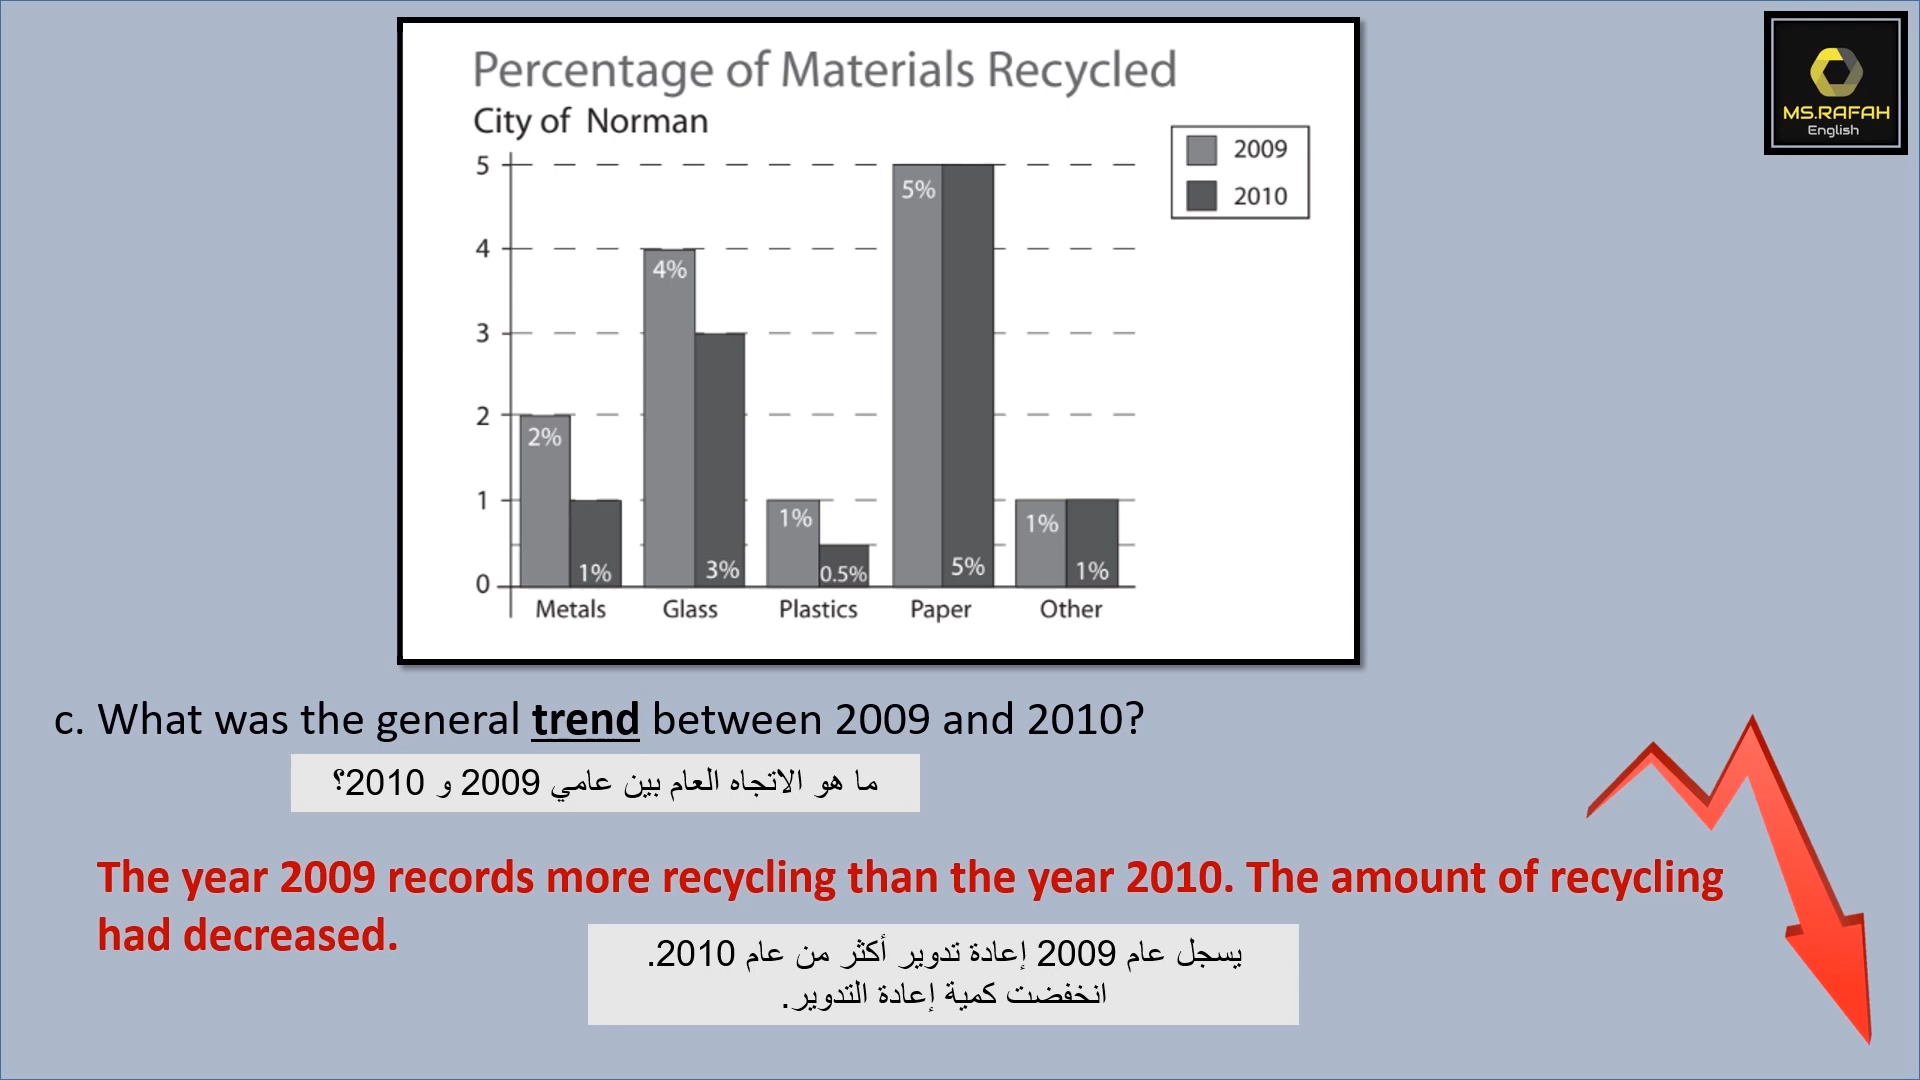 Percentage of Materials Recycled
City of Norman
2009
2010
5
4
3
2
1
0
2%
1%
4%
3%
1%
0.5%
5%
5%
1%
1%
Metals
Glass
Plastics
Paper
Other
MS.RAFAH
English
c. What was the general trend between 2009 and 2010?
ما هو الاتجاه العام بين عامي 2009 و 2010؟
The year 2009 records more recycling than the year 2010. The amount of recycling
had decreased.
يسجل عام 2009 إعادة تدوير أكثر من عام 2010.
انخفضت كمية إعادة التدوير.